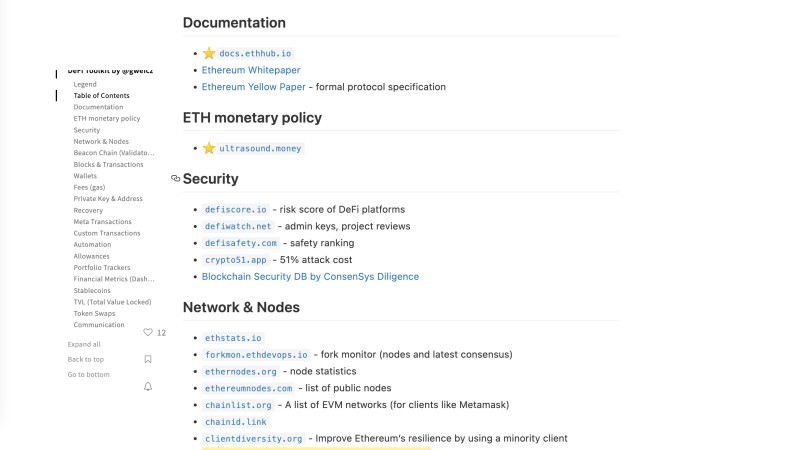 DeFi Toolkit by @gweicz
Legend
Table of Contents
Documentation
ETH monetary policy
Security
Network & Nodes
Beacon Chain (Validato...
Blocks & Transactions
Wallets
Fees (gas)
Private Key & Address
Recovery
Meta Transactions
Custom Transactions
Automation
Allowances
Portfolio Trackers
Financial Metrics (Dash...
Stablecoins
TVL (Total Value Locked)
Token Swaps
Communication
12
Expand all
Back to top
Go to bottom
Documentation
docs.ethhub.io
Ethereum Whitepaper
Ethereum Yellow Paper - formal protocol specification
ETH monetary policy
ultrasound.money
Security
defiscore.io - risk score of DeFi platforms
defiwatch.net - admin keys, project reviews
defisafety.com - safety ranking
crypto51.app - 51% attack cost
Blockchain Security DB by ConsenSys Diligence
Network & Nodes
ethstats.io
forkmon.ethdevops.io - fork monitor (nodes and latest consensus)
ethernodes.org - node statistics
ethereumnodes.com - list of public nodes
chainlist.org - A list of EVM networks (for clients like Metamask)
chainid.link
clientdiversity.org - Improve Ethereum's resilience by using a minority client